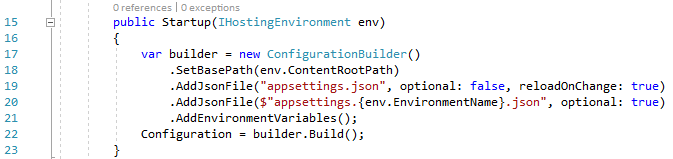 0 references | 0 exceptions
15 public Startup(IHostingEnvironment env)
16 {
17 var builder = new ConfigurationBuilder()
18 .SetBasePath(env.ContentRootPath)
19 .AddJsonFile("appsettings.json", optional: false, reloadOnChange: true)
20 .AddJsonFile($"appsettings.{env.EnvironmentName}.json", optional: true)
21 .AddEnvironmentVariables();
22 Configuration = builder.Build();
23 }